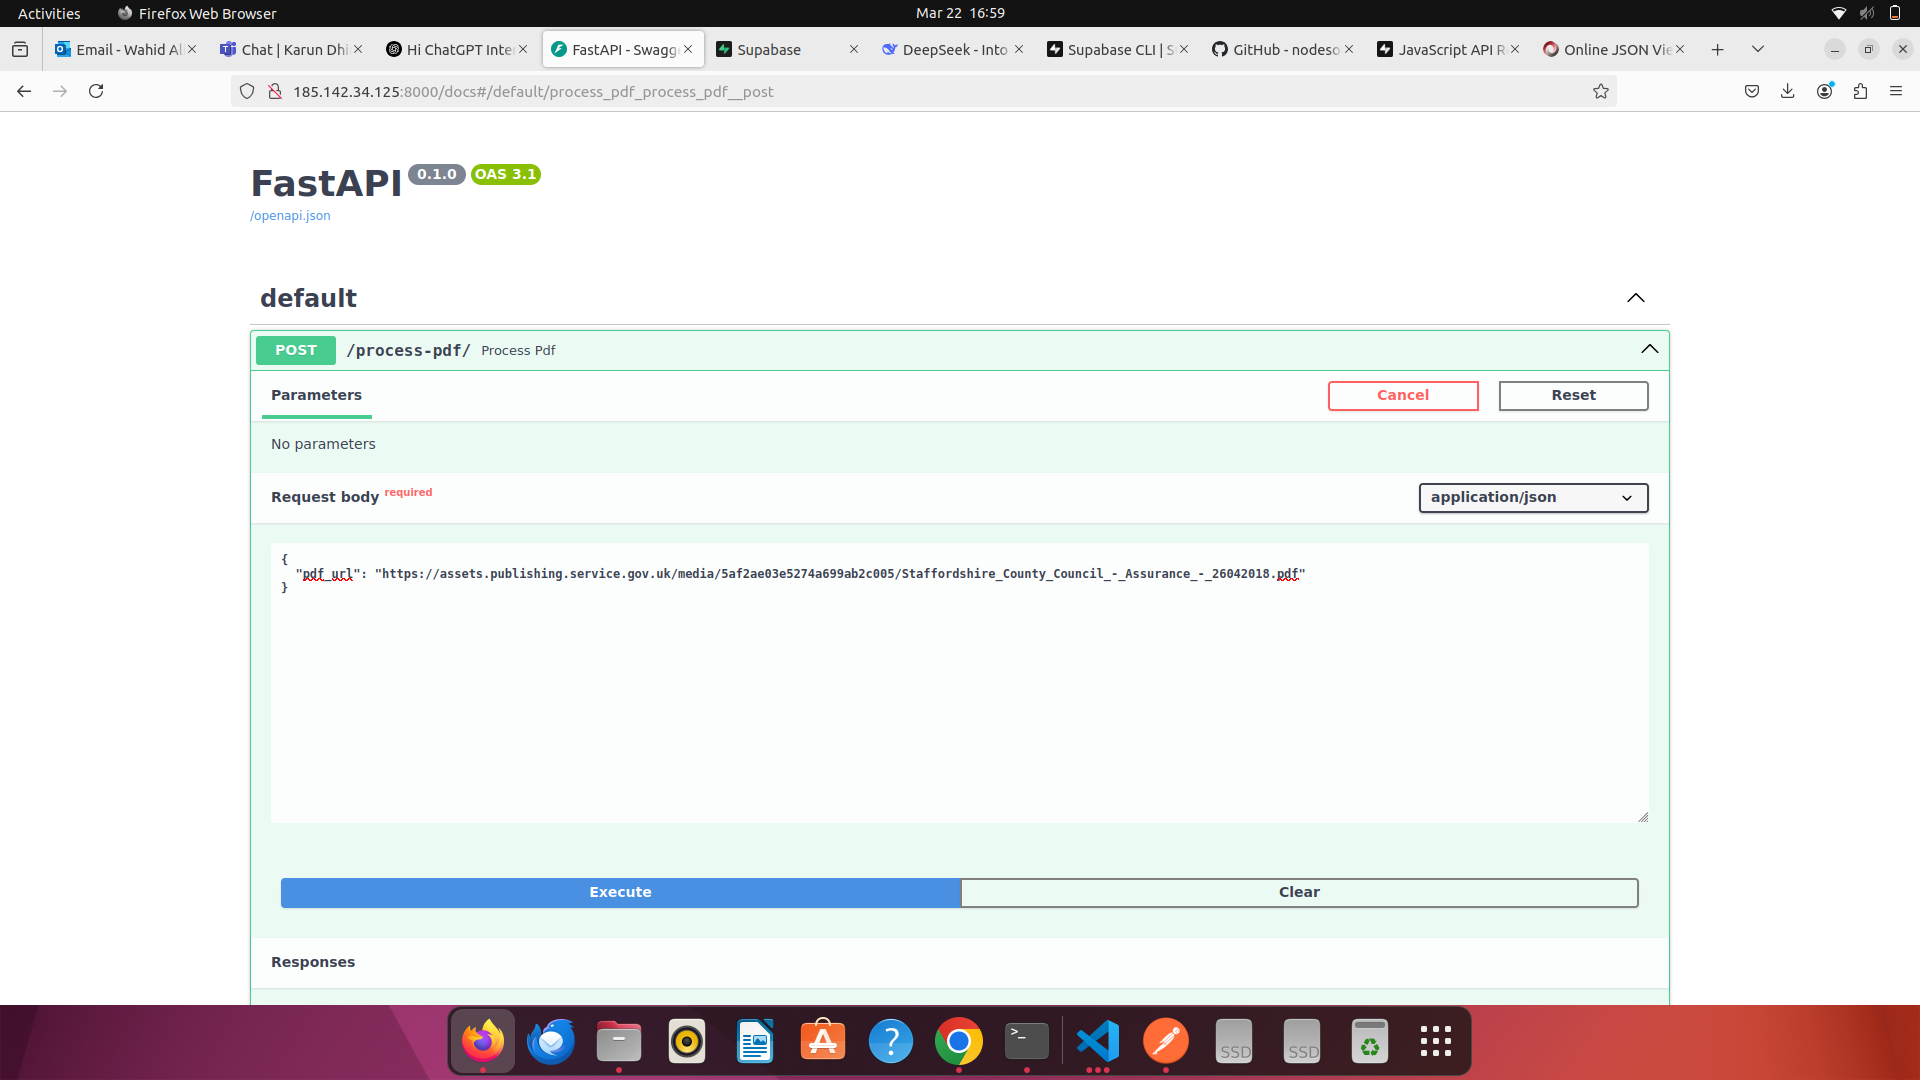 Activities
Firefox Web Browser
Mar 22 16:59
Email - Wahid Al
Chat | Karun Dhi
Hi ChatGPT Inte
FastAPI - Swagg
Supabase
DeepSeek - Into
Supabase CLI | S
GitHub - nodeso
JavaScript API R
Online JSON Vie
185.142.34.125:8000/docs#/default/process_pdf_process_pdf__post
FastAPI 0.1.0 OAS 3.1
/openapi.json
default
POST /process-pdf/ Process Pdf
Parameters
Cancel
Reset
No parameters
Request body required
application/json
{
"pdf_url": "https://assets.publishing.service.gov.uk/media/5af2ae03e5274a699ab2c005/Staffordshire_County_Council_-_Assurance_-_26042018.pdf"
}
Execute
Clear
Responses
>_
?
SSD
SSD